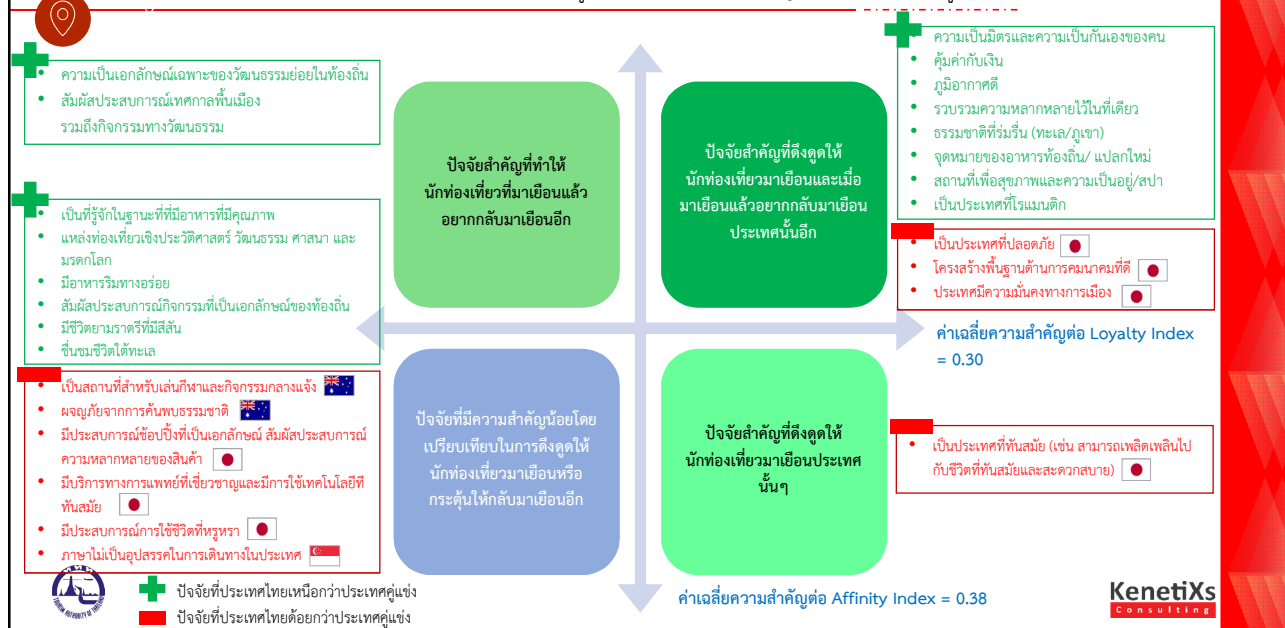 • ความเป็นเอกลักษณ์เฉพาะของวัฒนธรรมย่อยในท้องถิ่น
• สัมผัสประสบการณ์เทศกาลพื้นเมือง
รวมถึงกิจกรรมทางวัฒนธรรม
• เป็นที่รู้จักในฐานะที่ที่มีอาหารที่มีคุณภาพ
• แหล่งท่องเที่ยวเชิงประวัติศาสตร์ วัฒนธรรม ศาสนา และ
มรดกโลก
• มีอาหารริมทางอร่อย
• สัมผัสประสบการณ์กิจกรรมที่เป็นเอกลักษณ์ของท้องถิ่น
• มีชีวิตยามราตรีที่มีสีสัน
• ชื่นชมชีวิตใต้ทะเล
• เป็นสถานที่สำหรับเล่นกีฬาและกิจกรรมกลางแจ้ง
• ผจญภัยจากการค้นพบธรรมชาติ
• มีประสบการณ์ช้อปปิ้งที่เป็นเอกลักษณ์ สัมผัสประสบการณ์
ความหลากหลายของสินค้า
• มีบริการทางการแพทย์ที่เชี่ยวชาญและมีการใช้เทคโนโลยีที
ทันสมัย
• มีประสบการณ์การใช้ชีวิตที่หรูหรา
• ภาษาไม่เป็นอุปสรรคในการเดินทางในประเทศ
ปัจจัยสำคัญที่ทำให้
นักท่องเที่ยวที่มาเยือนแล้ว
อยากกลับมาเยือนอีก
ปัจจัยสำคัญที่ดึงดูดให้
นักท่องเที่ยวมาเยือนและเมื่อ
มาเยือนแล้วอยากกลับมาเยือน
ประเทศนั้นอีก
ปัจจัยที่มีความสำคัญน้อยโดย
เปรียบเทียบในการดึงดูดให้
นักท่องเที่ยวมาเยือนหรือ
กระตุ้นให้กลับมาเยือนอีก
ปัจจัยสำคัญที่ดึงดูดให้
นักท่องเที่ยวมาเยือนประเทศ
นั้นๆ
• ความเป็นมิตรและความเป็นกันเองของคน
• คุ้มค่ากับเงิน
• ภูมิอากาศดี
• รวบรวมความหลากหลายไว้ในที่เดียว
• ธรรมชาติที่ร่มรื่น (ทะเล/ภูเขา)
• จุดหมายของอาหารท้องถิ่น/ แปลกใหม่
• สถานที่เพื่อสุขภาพและความเป็นอยู่/สปา
• เป็นประเทศที่โรแมนติก
• เป็นประเทศที่ปลอดภัย
• โครงสร้างพื้นฐานด้านการคมนาคมที่ดี
• ประเทศมีความมั่นคงทางการเมือง
ค่าเฉลี่ยความสำคัญต่อ Loyalty Index
= 0.30
• เป็นประเทศที่ทันสมัย (เช่น สามารถเพลิดเพลินไป
กับชีวิตที่ทันสมัยและสะดวกสบาย)
ค่าเฉลี่ยความสำคัญต่อ Affinity Index = 0.38
ปัจจัยที่ประเทศไทยเหนือกว่าประเทศคู่แข่ง
ปัจจัยที่ประเทศไทยด้อยกว่าประเทศคู่แข่ง
TOURISM AUTHORITY OF THAILAND
KenetiXs
Consulting